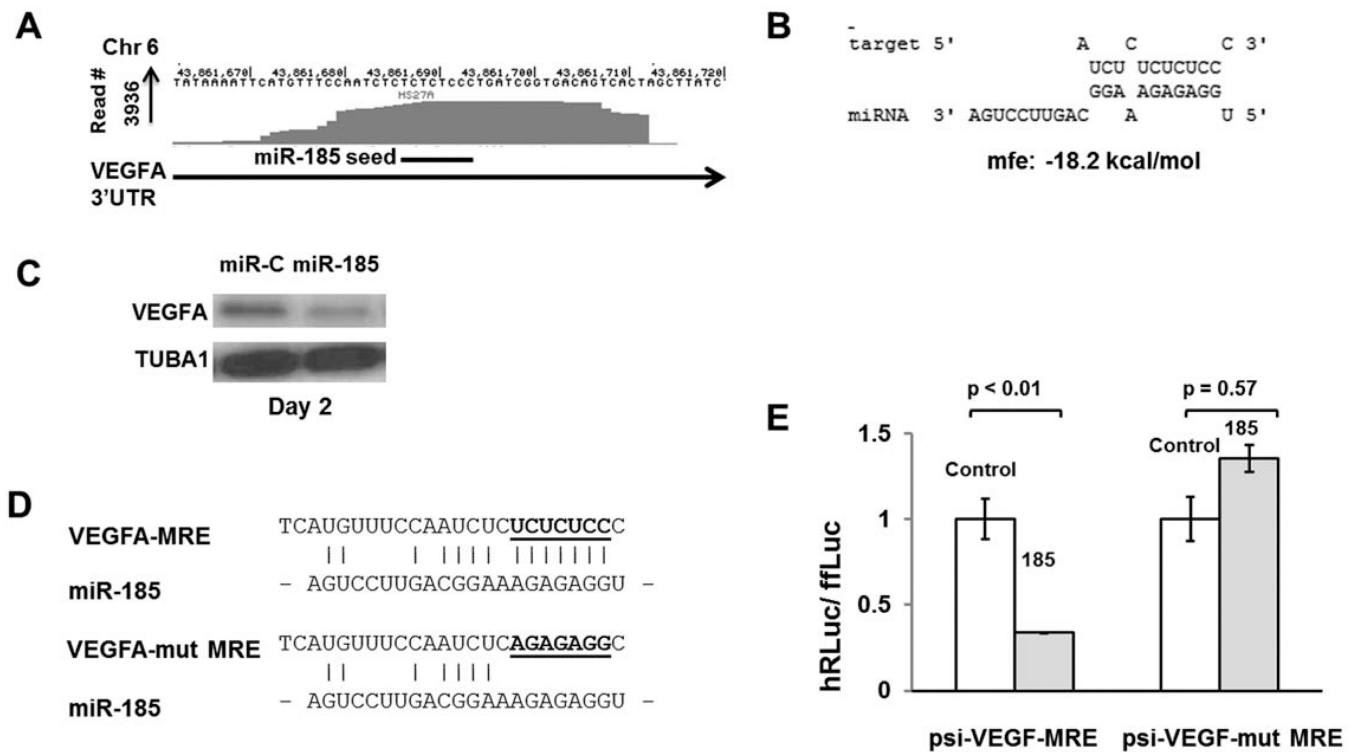 A
Chr 6
Read #
3936
43,861,670| 43,861,680| 43,861,690| 43,861,700| 43,861,710| 43,861,720|
TATAAAATTCATGTTTCCAATCTCTCTCTCCCTGATCGGTGACAGTCACTAGCTTATC
HS27A
miR-185 seed
VEGFA
3'UTR
B
target 5' A C C 3'
UCU UCUCUCC
GGA AGAGAGG
miRNA 3' AGUCCUUGAC A U 5'
mfe: -18.2 kcal/mol
C
miR-C miR-185
VEGFA
TUBA1
Day 2
D
VEGFA-MRE TCAUGUUUCCAAUCUCUCUCUCCC
miR-185 – AGUCCUUGACGGAAAGAGAGGU –
VEGFA-mut MRE TCAUGUUUCCAAUCUCAGAGAGGC
miR-185 – AGUCCUUGACGGAAAGAGAGGU –
E
p < 0.01 p = 0.57
hRLuc/ ffLuc
1.5
1
0.5
0
Control
185
Control
185
psi-VEGF-MRE psi-VEGF-mut MRE